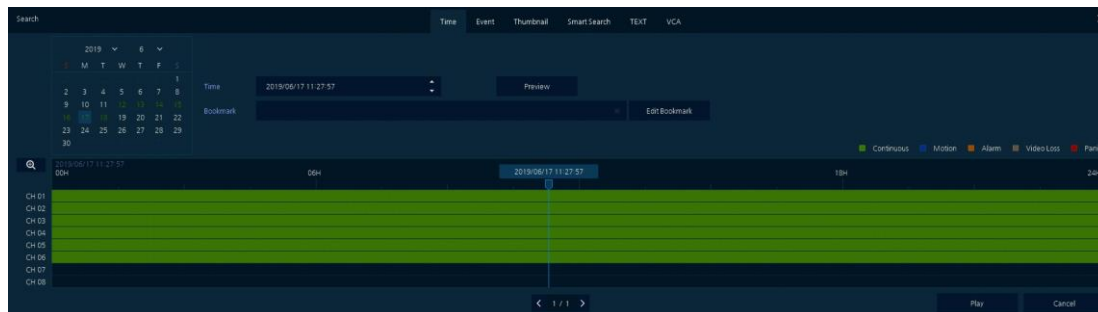 Search
Time Event Thumbnail Smart Search TEXT VCA
2019 6
S M T W T F S
1
2 3 4 5 6 7 8
9 10 11 12 13 14 15
16 17 18 19 20 21 22
23 24 25 26 27 28 29
30
Time 2019/06/17 11:27:57 Preview
Bookmark Edit Bookmark
Continuous Motion Alarm Video Loss Pani
2019/06/17 11:27:57
00H 06H 2019/06/17 11:27:57 18H 24H
CH 01
CH 02
CH 03
CH 04
CH 05
CH 06
CH 07
CH 08
1 / 1
Play Cancel